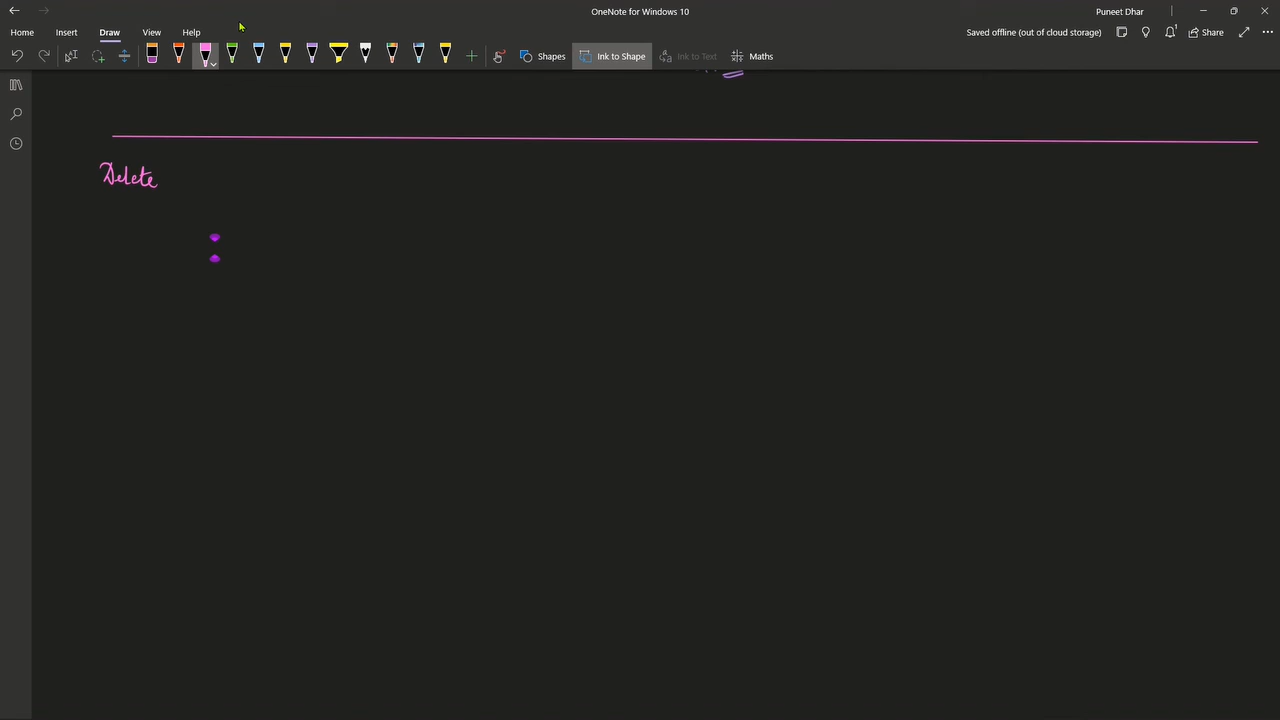 OneNote for Windows 10
Puneet Dhar
Home Insert Draw View Help
Saved offline (out of cloud storage)
Share
Shapes
Ink to Shape
Ink to Text
Maths
Delete